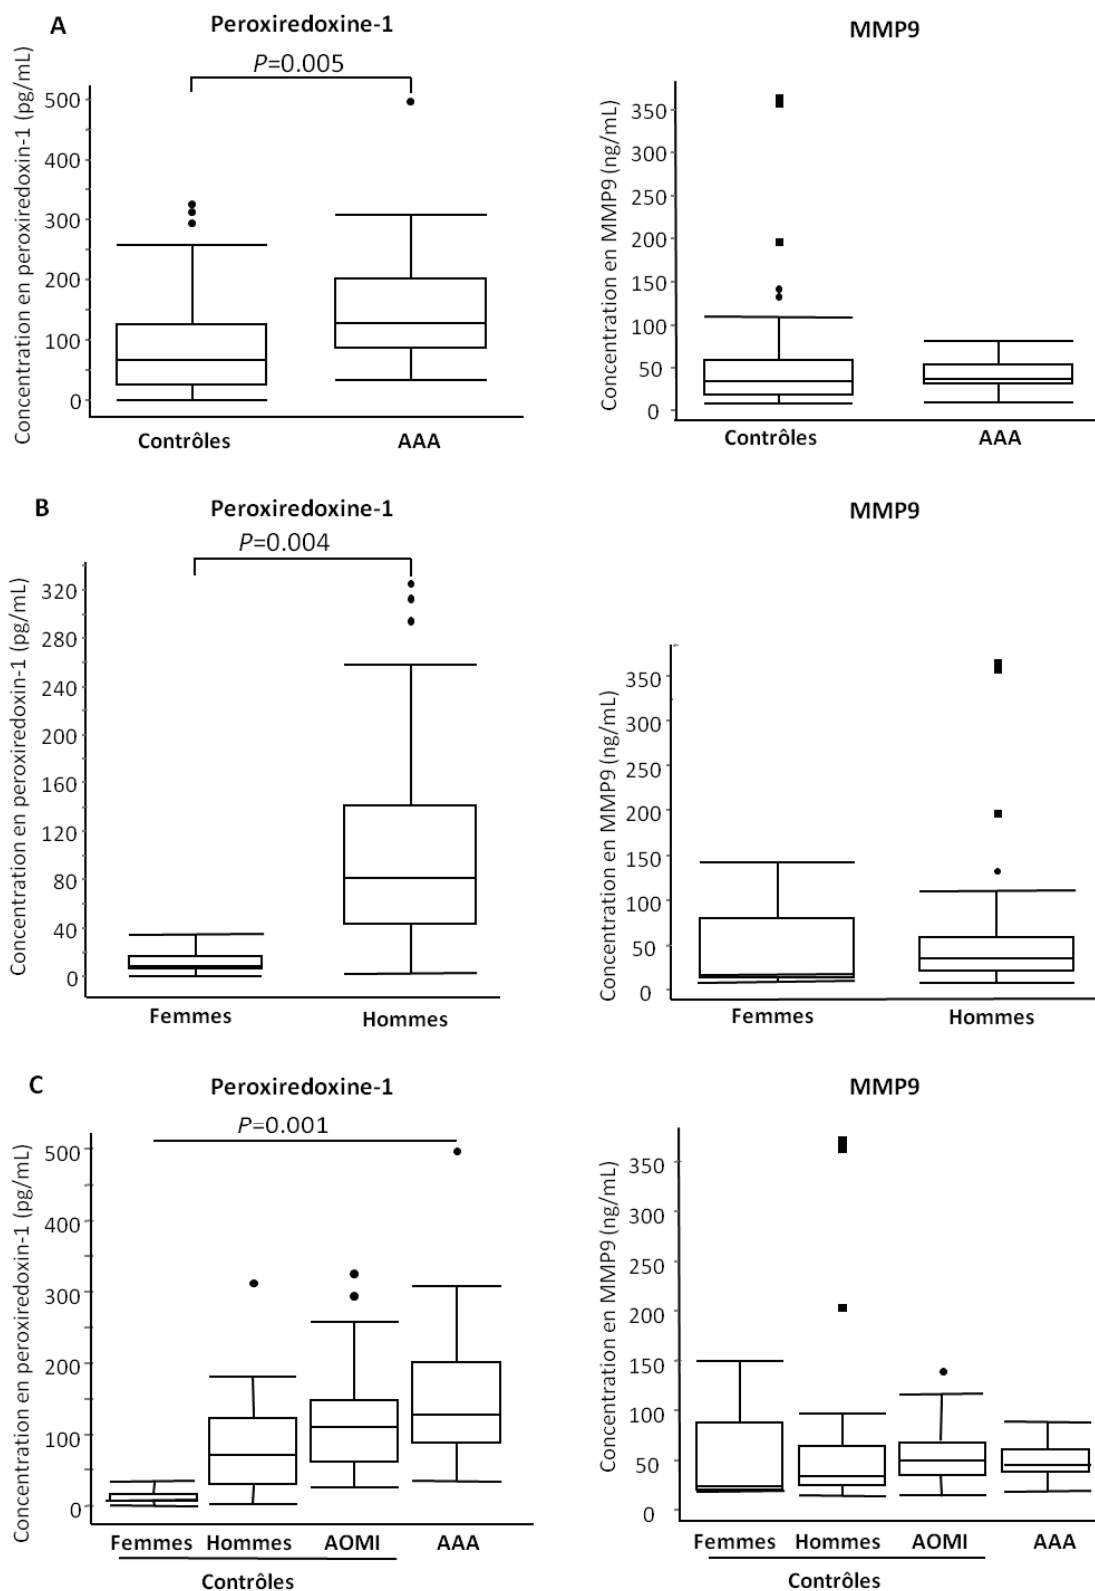 A
Peroxiredoxine-1
P=0.005
Concentration en peroxiredoxin-1 (pg/mL)
500
400
300
200
100
0
Contrôles
AAA
MMP9
Concentration en MMP9 (ng/mL)
350
300
250
200
150
100
50
0
Contrôles
AAA
B
Peroxiredoxine-1
P=0.004
Concentration en peroxiredoxin-1 (pg/mL)
320
280
240
200
160
120
80
40
0
Femmes
Hommes
MMP9
Concentration en MMP9 (ng/mL)
350
300
250
200
150
100
50
0
Femmes
Hommes
C
Peroxiredoxine-1
P=0.001
Concentration en peroxiredoxin-1 (pg/mL)
500
400
300
200
100
0
Femmes Hommes AOMI AAA
Contrôles
MMP9
Concentration en MMP9 (ng/mL)
350
300
250
200
150
100
50
0
Femmes Hommes AOMI AAA
Contrôles